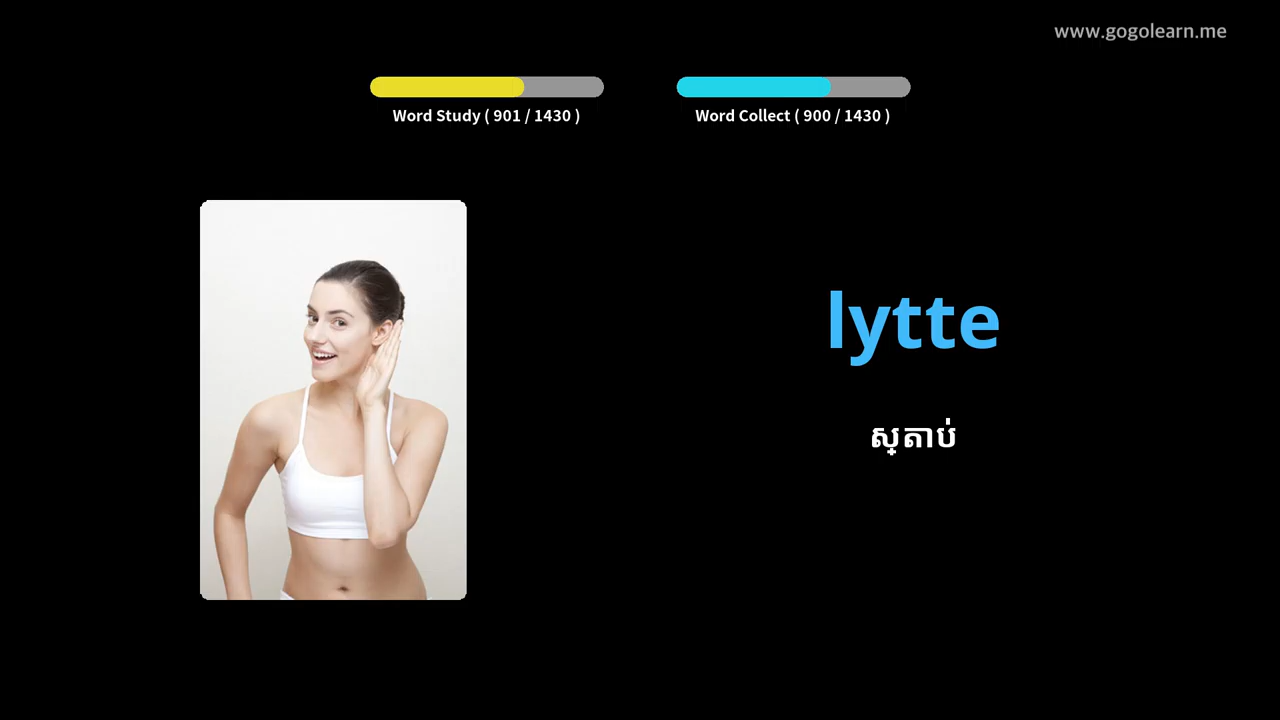 www.gogolearn.me
Word Study ( 901 / 1430 )
Word Collect ( 900 / 1430 )
lytte
ស្តាប់